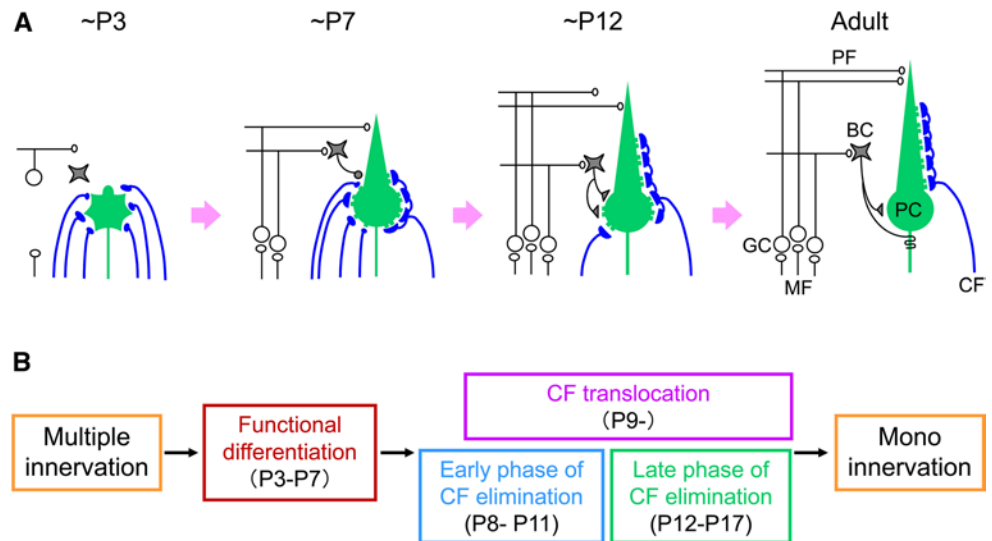 A
~P3
~P7
~P12
Adult
PF
BC
PC
GC
MF
CF
B
Multiple
innervation
Functional
differentiation
(P3-P7)
CF translocation
(P9-)
Early phase of
CF elimination
(P8- P11)
Late phase of
CF elimination
(P12-P17)
Mono
innervation